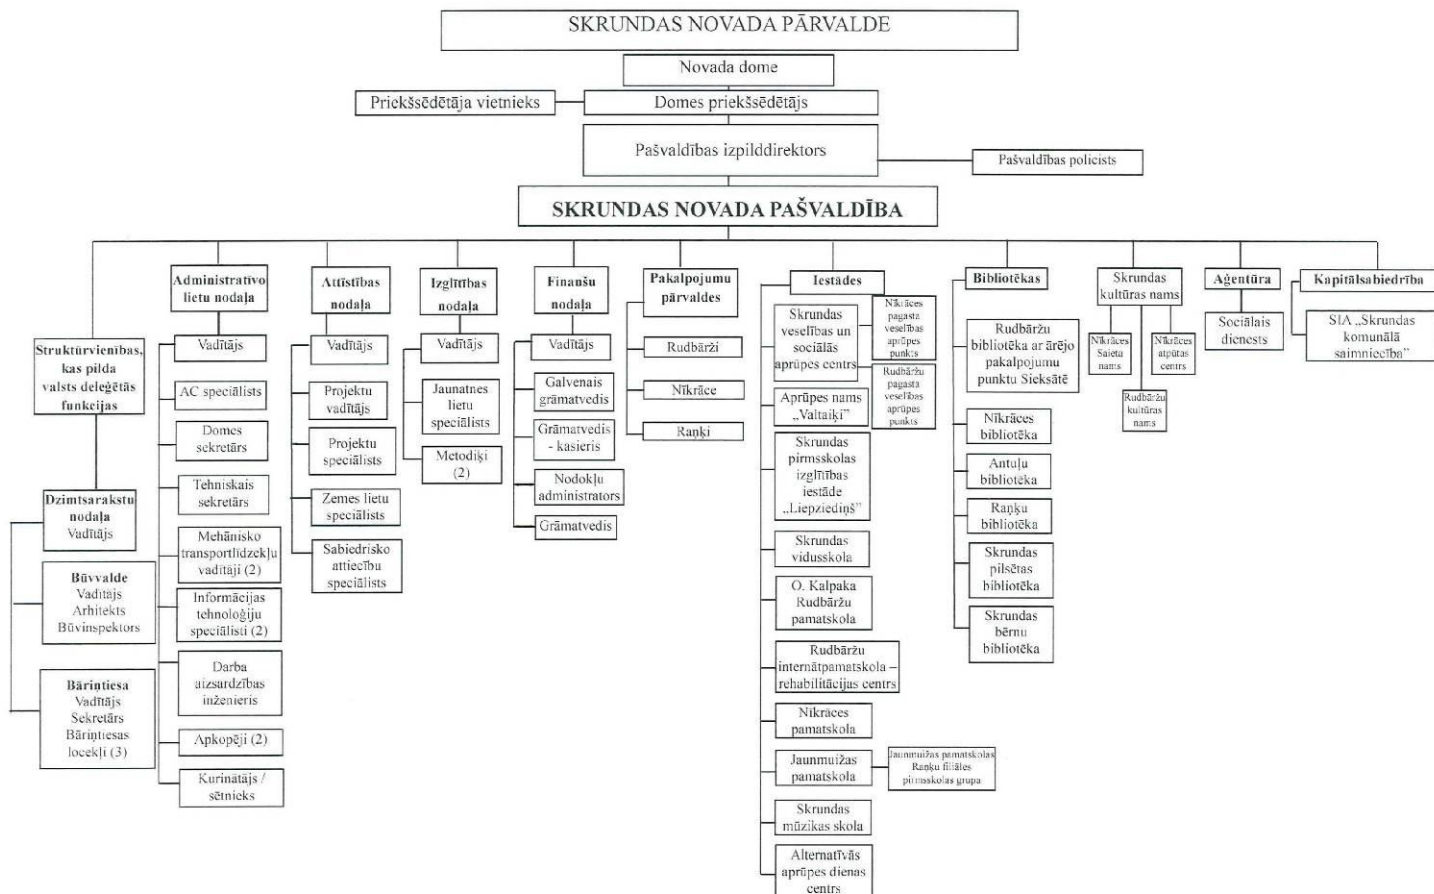 SKRUNDAS NOVADA PĀRVALDE
Novada dome
Priekšsēdētāja vietnieks
Domes priekšsēdētājs
Pašvaldības izpilddirektors
Pašvaldības policists
SKRUNDAS NOVADA PAŠVALDĪBA
Struktūrvienības,
kas pilda
valsts deleģētās
funkcijas
Dzimtsarakstu
nodaļa
Vadītājs
Būvvalde
Vadītājs
Arhitekts
Būvinspektors
Bāriņtiesa
Vadītājs
Sekretārs
Bāriņtiesas
locekļi (3)
Administratīvo
lietu nodaļa
Vadītājs
AC speciālists
Domes
sekretārs
Tehniskais
sekretārs
Mehānisko
transportlīdzekļu
vadītāji (2)
Informācijas
tehnoloģiju
speciālisti (2)
Darba
aizsardzības
inženieris
Apkopēji (2)
Kurinātājs /
sētnieks
Attīstības
nodaļa
Vadītājs
Projektu
vadītājs
Projektu
speciālists
Zemes lietu
speciālists
Sabiedrisko
attiecību
speciālists
Izglītības
nodaļa
Vadītājs
Jaunatnes
lietu
speciālists
Metodiķi (2)
Finanšu
nodaļa
Vadītājs
Galvenais
grāmatvedis
Grāmatvedis
- kasieris
Nodokļu
administrators
Grāmatvedis
Pakalpojumu
pārvaldes
Rudbārži
Nīkrāce
Raņķi
Iestādes
Skrundas
veselības un
sociālās
aprūpes centrs
Nīkrāces
pagasta
veselības
aprūpes
punkts
Rudbāržu
pagasta
veselības
aprūpes
punkts
Aprūpes nams
„Valtaiķi”
Skrundas
pirmsskolas
izglītības
iestāde
„Liepziediņš”
Skrundas
vidusskola
O. Kalpaka
Rudbāržu
pamatskola
Rudbāržu
internātpamatskola –
rehabilitācijas centrs
Nīkrāces
pamatskola
Jaunmuižas
pamatskola
Jaunmuižas pamatskolas
Raņķu filiāles
pirmsskolas grupa
Skrundas
mūzikas skola
Alternatīvās
aprūpes dienas
centrs
Bibliotēkas
Rudbāržu
bibliotēka ar ārējo
pakalpojumu
punktu Sieksātē
Nīkrāces
bibliotēka
Antuļu
bibliotēka
Raņķu
bibliotēka
Skrundas
pilsētas
bibliotēka
Skrundas
bērnu
bibliotēka
Skrundas
kultūras nams
Nīkrāces
Saieta
nams
Nīkrāces
atpūtas
centrs
Rudbāržu
kultūras
nams
Aģentūra
Sociālais
dienests
Kapitālsabiedrība
SIA „Skrundas
komunālā
saimniecība”